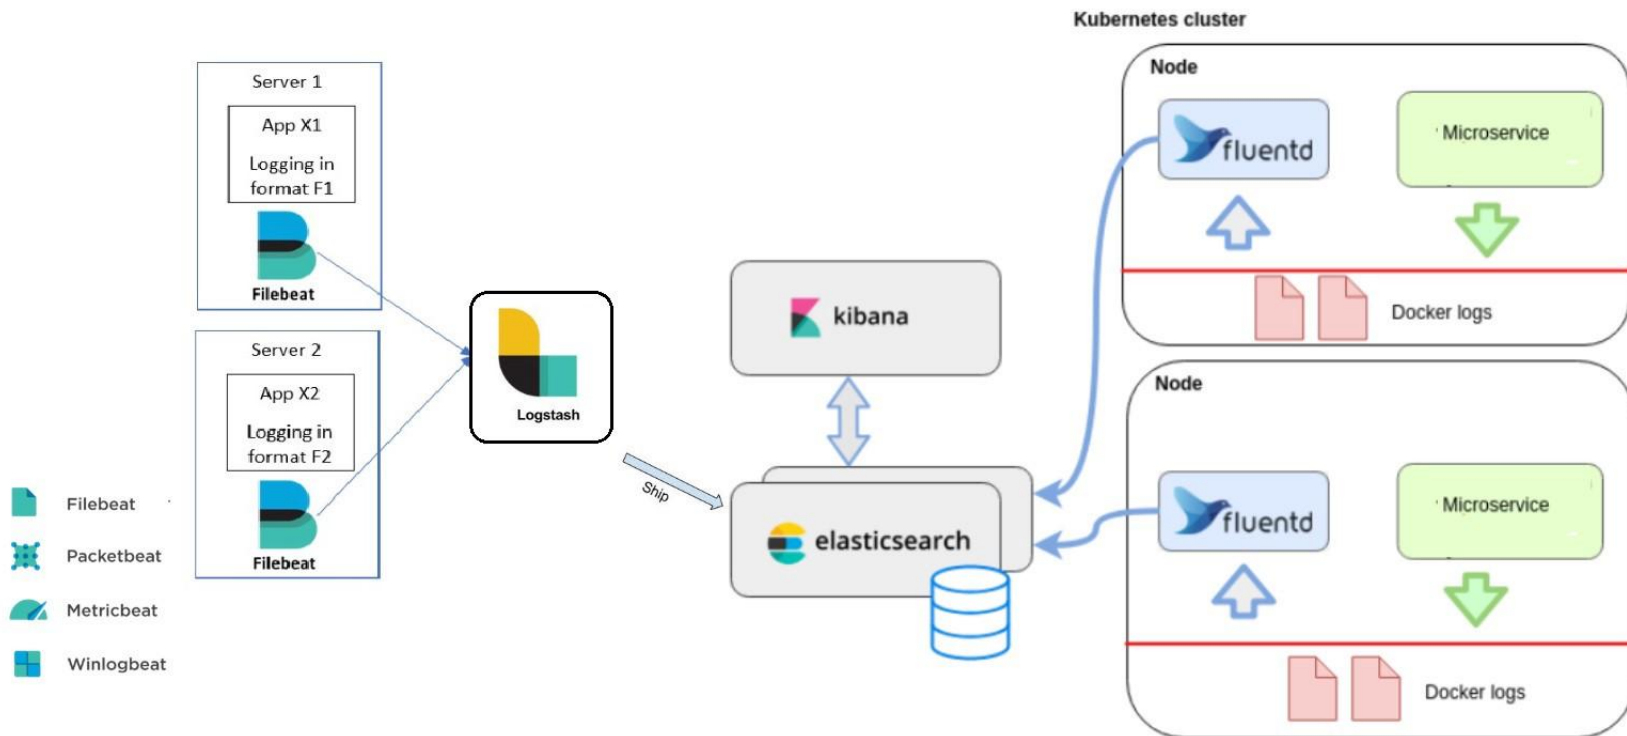 Kubernetes cluster
Server 1
App X1
Logging in
format F1
Filebeat
Server 2
App X2
Logging in
format F2
Filebeat
Filebeat
Packetbeat
Metricbeat
Winlogbeat
Logstash
Ship
kibana
elasticsearch
Node
fluentd
Microservice
Docker logs
Node
fluentd
Microservice
Docker logs